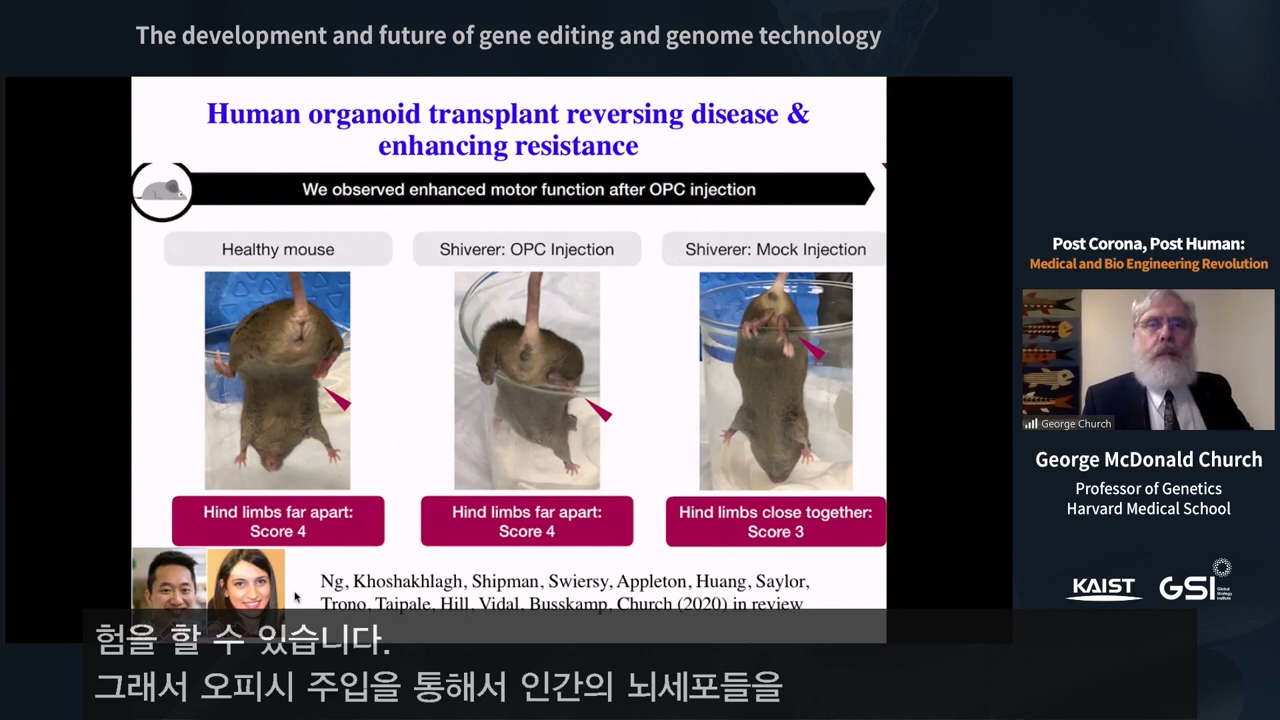 The development and future of gene editing and genome technology
Human organoid transplant reversing disease &
enhancing resistance
We observed enhanced motor function after OPC injection
Healthy mouse
Shiverer: OPC Injection
Shiverer: Mock Injection
Hind limbs far apart:
Score 4
Hind limbs far apart:
Score 4
Hind limbs close together:
Score 3
Ng, Khoshakhlagh, Shipman, Swiersy, Appleton, Huang, Saylor,
Trono, Taipale, Hill, Vidal, Busskamp, Church (2020) in review
Post Corona, Post Human:
Medical and Bio Engineering Revolution
George Church
George McDonald Church
Professor of Genetics
Harvard Medical School
KAIST
GSI
Global
Strategy
Institute
험을 할 수 있습니다.
그래서 오피시 주입을 통해서 인간의 뇌세포들을